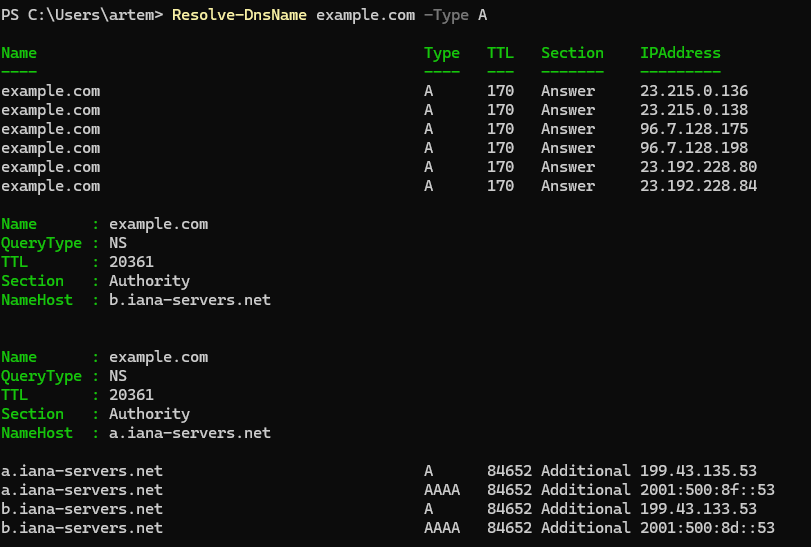 PS C:\Users\artem> Resolve-DnsName example.com -Type A
Name Type TTL Section IPAddress
---- ---- --- ------- ---------
example.com A 170 Answer 23.215.0.136
example.com A 170 Answer 23.215.0.138
example.com A 170 Answer 96.7.128.175
example.com A 170 Answer 96.7.128.198
example.com A 170 Answer 23.192.228.80
example.com A 170 Answer 23.192.228.84
Name : example.com
QueryType : NS
TTL : 20361
Section : Authority
NameHost : b.iana-servers.net
Name : example.com
QueryType : NS
TTL : 20361
Section : Authority
NameHost : a.iana-servers.net
a.iana-servers.net A 84652 Additional 199.43.135.53
a.iana-servers.net AAAA 84652 Additional 2001:500:8f::53
b.iana-servers.net A 84652 Additional 199.43.133.53
b.iana-servers.net AAAA 84652 Additional 2001:500:8d::53